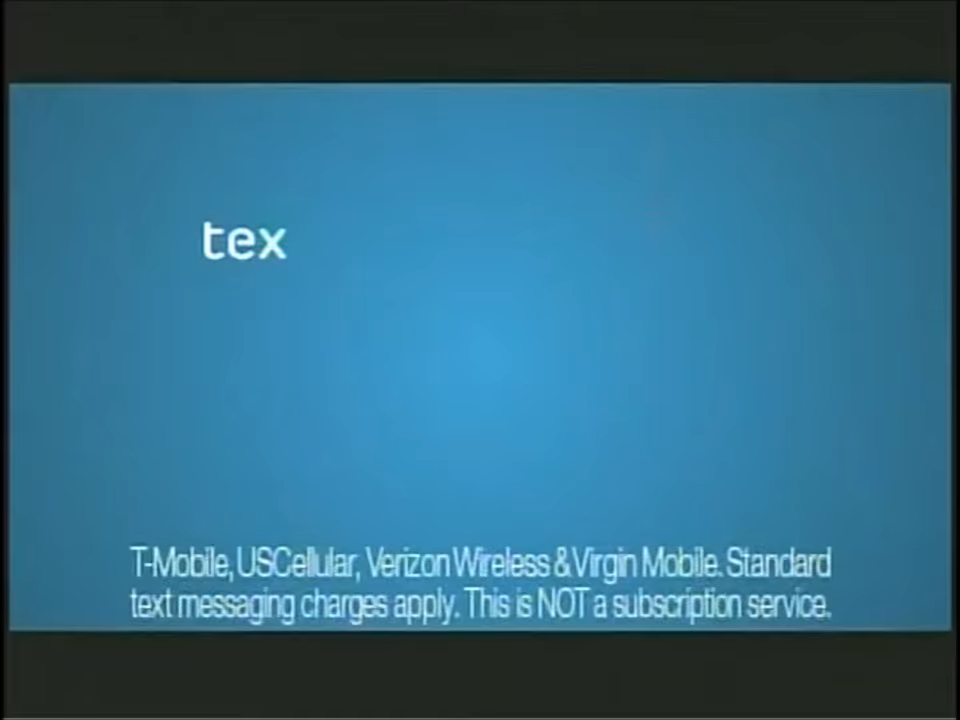 tex
T-Mobile, USCellular, Verizon Wireless & Virgin Mobile. Standard
text messaging charges apply. This is NOT a subscription service.